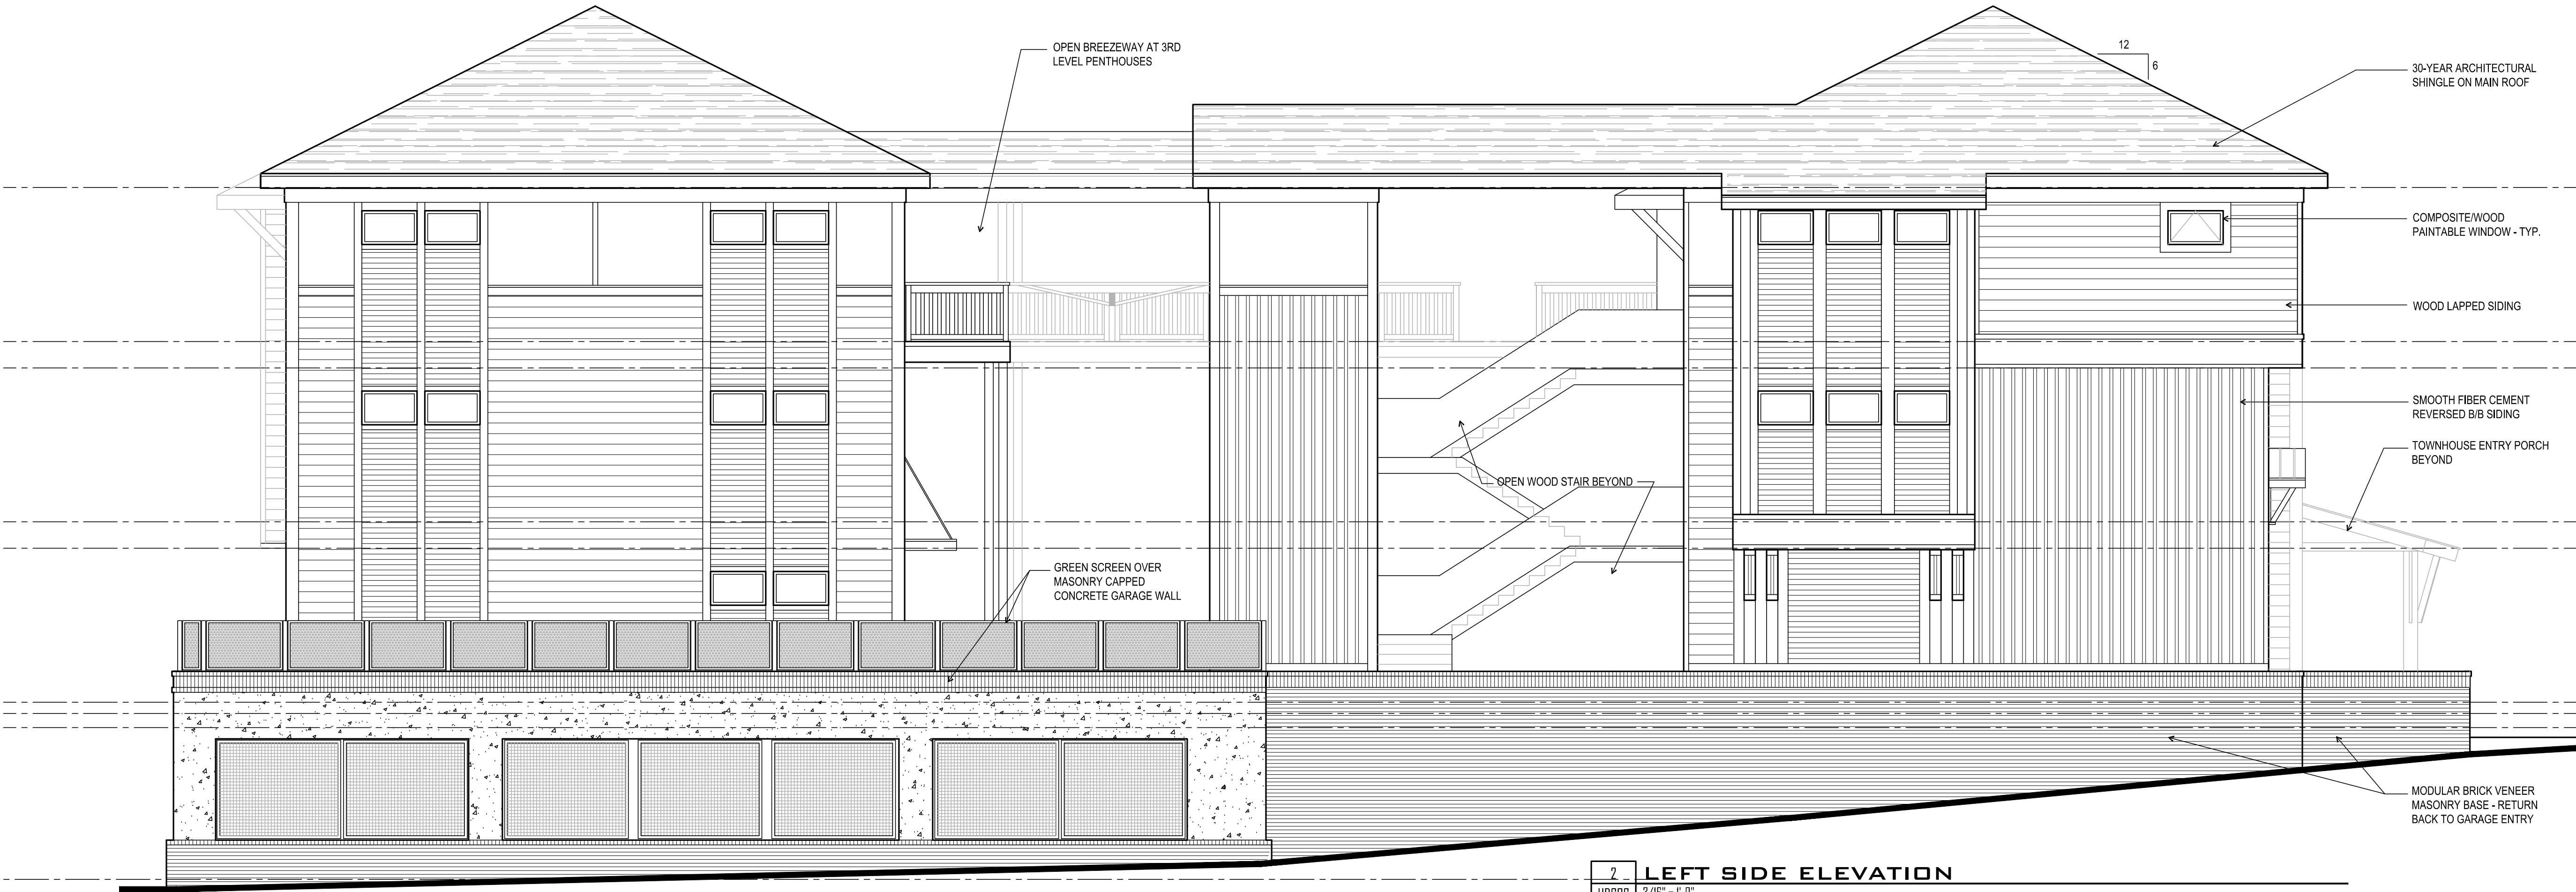 OPEN BREEZEWAY AT 3RD
LEVEL PENTHOUSES
12
6
30-YEAR ARCHITECTURAL
SHINGLE ON MAIN ROOF
COMPOSITE/WOOD
PAINTABLE WINDOW - TYP.
WOOD LAPPED SIDING
SMOOTH FIBER CEMENT
REVERSED B/B SIDING
TOWNHOUSE ENTRY PORCH
BEYOND
OPEN WOOD STAIR BEYOND
GREEN SCREEN OVER
MASONRY CAPPED
CONCRETE GARAGE WALL
MODULAR BRICK VENEER
MASONRY BASE - RETURN
BACK TO GARAGE ENTRY
2 LEFT SIDE ELEVATION